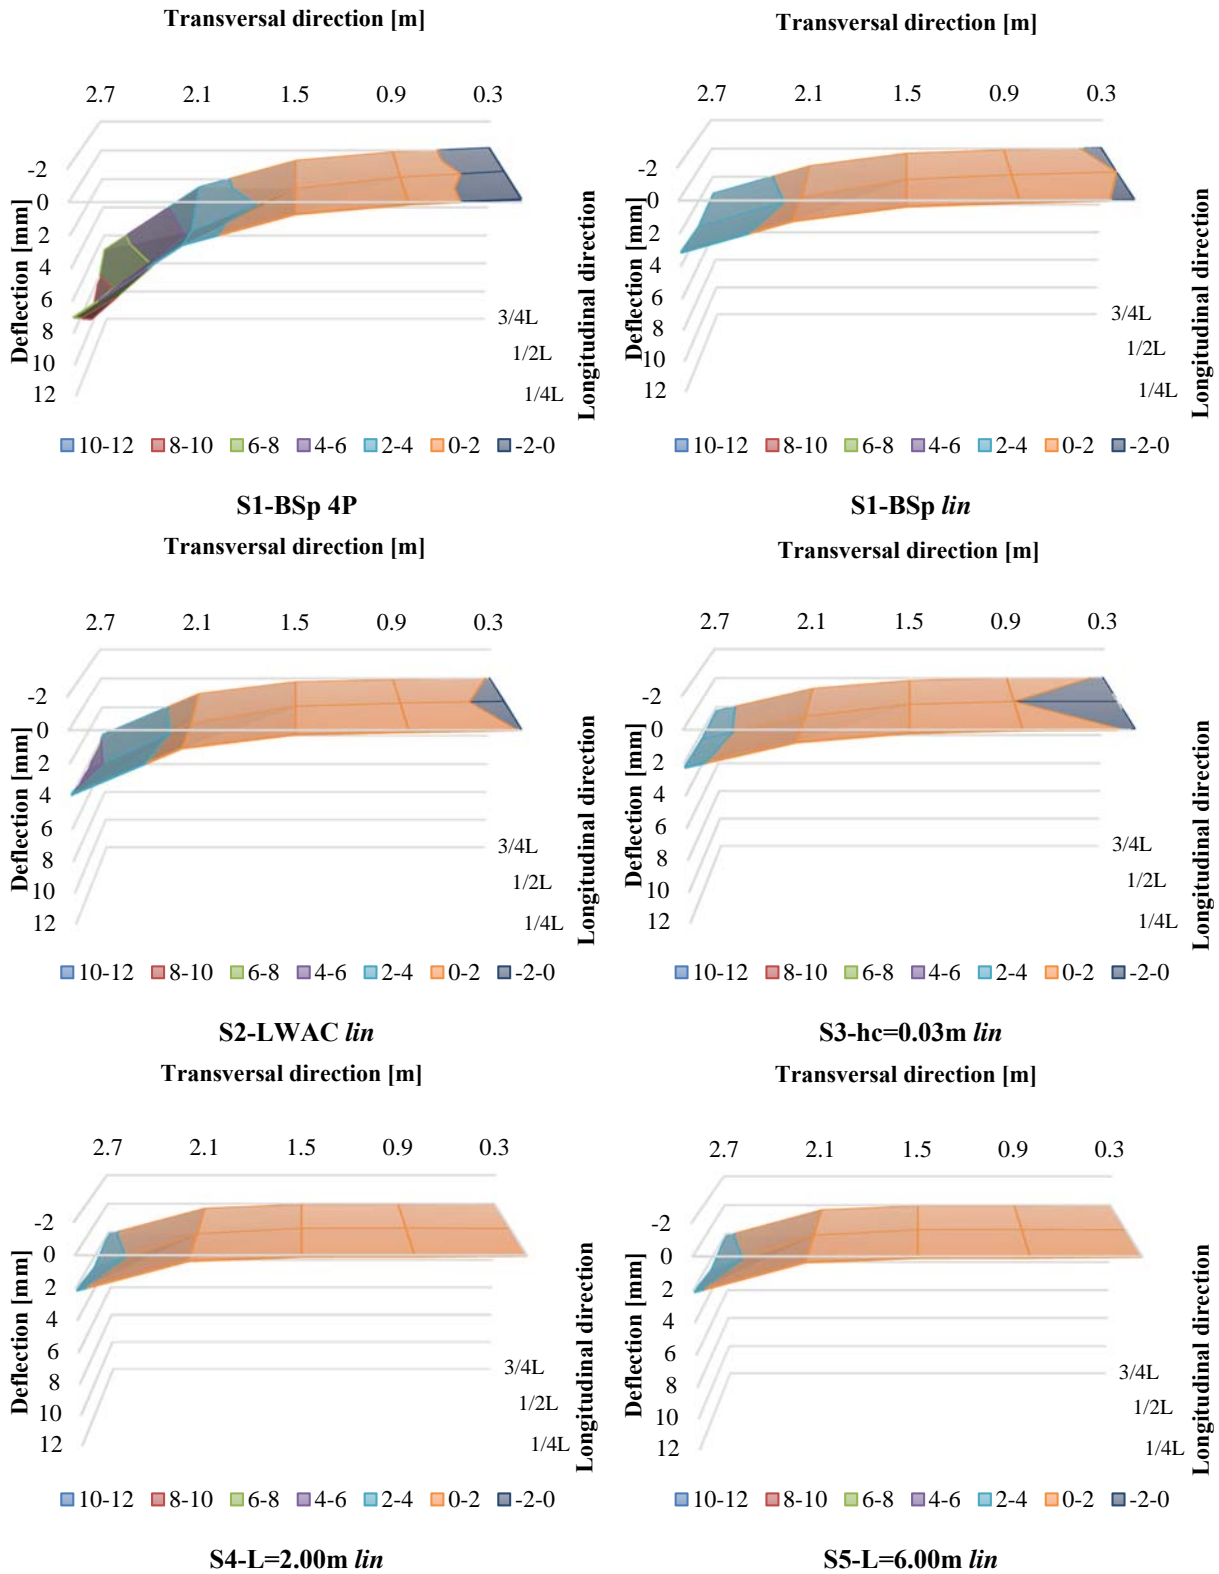 Transversal direction [m]
2.7 2.1 1.5 0.9 0.3
-2
0
2
4
6
8
10
12
Deflection [mm]
3/4L
1/2L
1/4L
Longitudinal direction
10-12 8-10 6-8 4-6 2-4 0-2 -2-0
S1-BSp 4P
Transversal direction [m]
2.7 2.1 1.5 0.9 0.3
-2
0
2
4
6
8
10
12
Deflection [mm]
3/4L
1/2L
1/4L
Longitudinal direction
10-12 8-10 6-8 4-6 2-4 0-2 -2-0
S1-BSp lin
Transversal direction [m]
2.7 2.1 1.5 0.9 0.3
-2
0
2
4
6
8
10
12
Deflection [mm]
3/4L
1/2L
1/4L
Longitudinal direction
10-12 8-10 6-8 4-6 2-4 0-2 -2-0
S2-LWAC lin
Transversal direction [m]
2.7 2.1 1.5 0.9 0.3
-2
0
2
4
6
8
10
12
Deflection [mm]
3/4L
1/2L
1/4L
Longitudinal direction
10-12 8-10 6-8 4-6 2-4 0-2 -2-0
S3-hc=0.03m lin
Transversal direction [m]
2.7 2.1 1.5 0.9 0.3
-2
0
2
4
6
8
10
12
Deflection [mm]
3/4L
1/2L
1/4L
Longitudinal direction
10-12 8-10 6-8 4-6 2-4 0-2 -2-0
S4-L=2.00m lin
Transversal direction [m]
2.7 2.1 1.5 0.9 0.3
-2
0
2
4
6
8
10
12
Deflection [mm]
3/4L
1/2L
1/4L
Longitudinal direction
10-12 8-10 6-8 4-6 2-4 0-2 -2-0
S5-L=6.00m lin